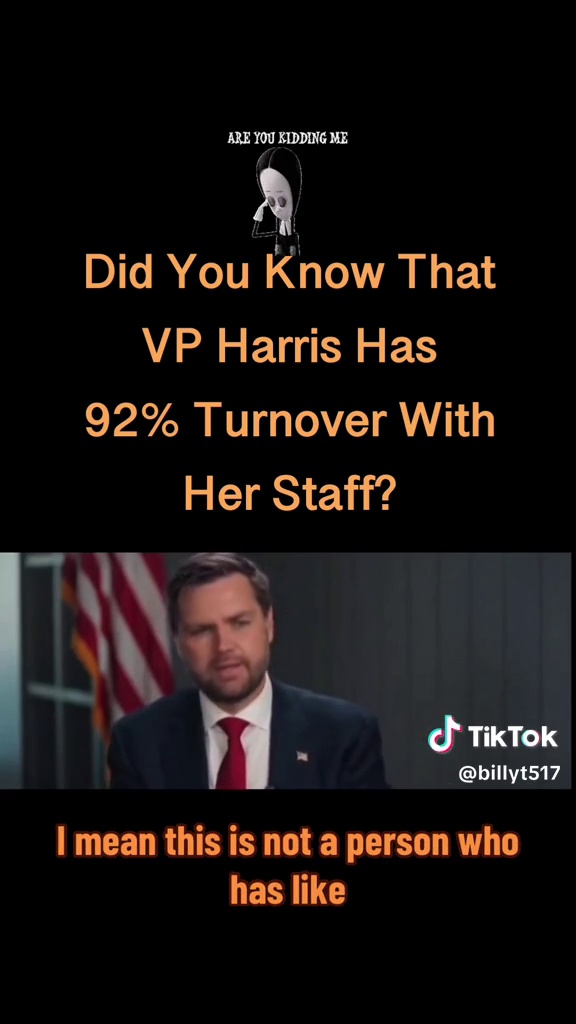 ARE YOU KIDDING ME
Did You Know That
VP Harris Has
92% Turnover With
Her Staff?
TikTok
@billyt517
I mean this is not a person who
has like